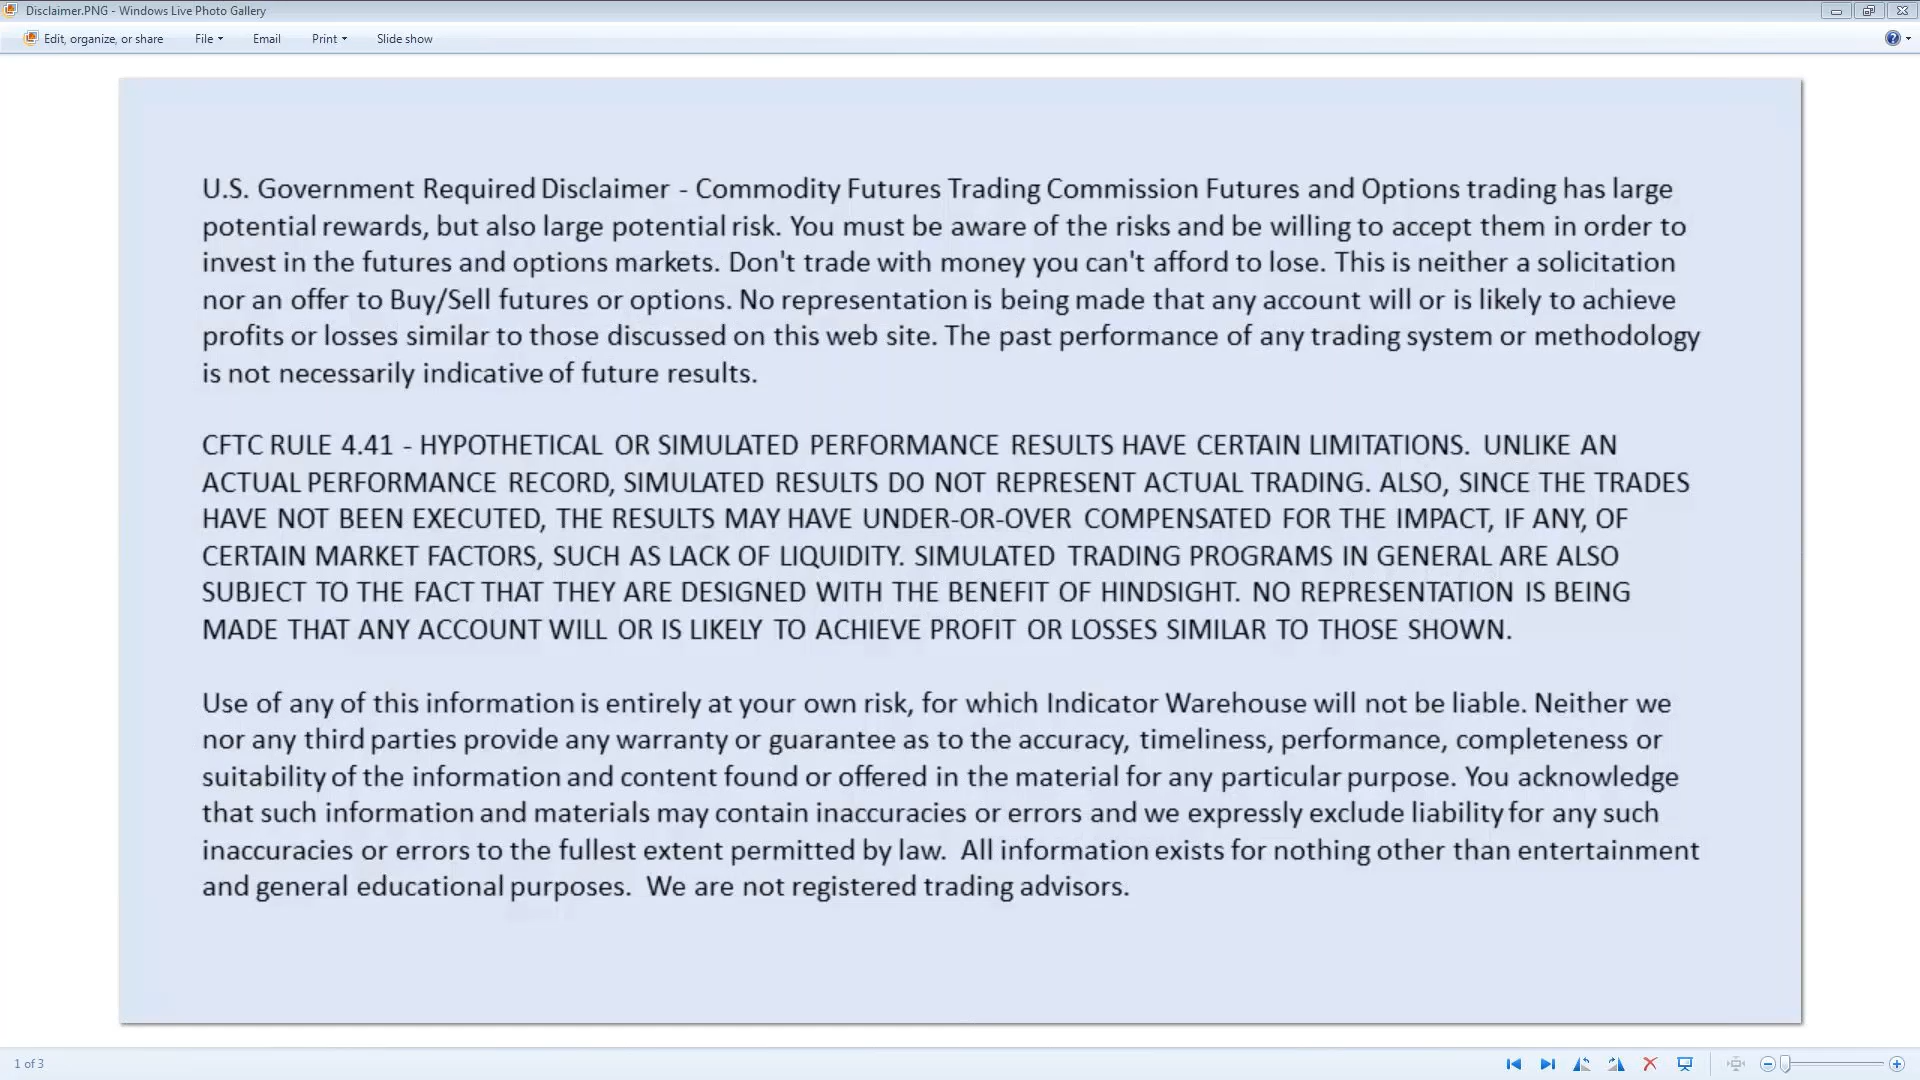 Disclaimer.PNG - Windows Live Photo Gallery
Edit, organize, or share File Email Print Slide show
U.S. Government Required Disclaimer - Commodity Futures Trading Commission Futures and Options trading has large
potential rewards, but also large potential risk. You must be aware of the risks and be willing to accept them in order to
invest in the futures and options markets. Don't trade with money you can't afford to lose. This is neither a solicitation
nor an offer to Buy/Sell futures or options. No representation is being made that any account will or is likely to achieve
profits or losses similar to those discussed on this web site. The past performance of any trading system or methodology
is not necessarily indicative of future results.
CFTC RULE 4.41 - HYPOTHETICAL OR SIMULATED PERFORMANCE RESULTS HAVE CERTAIN LIMITATIONS. UNLIKE AN
ACTUAL PERFORMANCE RECORD, SIMULATED RESULTS DO NOT REPRESENT ACTUAL TRADING. ALSO, SINCE THE TRADES
HAVE NOT BEEN EXECUTED, THE RESULTS MAY HAVE UNDER-OR-OVER COMPENSATED FOR THE IMPACT, IF ANY, OF
CERTAIN MARKET FACTORS, SUCH AS LACK OF LIQUIDITY. SIMULATED TRADING PROGRAMS IN GENERAL ARE ALSO
SUBJECT TO THE FACT THAT THEY ARE DESIGNED WITH THE BENEFIT OF HINDSIGHT. NO REPRESENTATION IS BEING
MADE THAT ANY ACCOUNT WILL OR IS LIKELY TO ACHIEVE PROFIT OR LOSSES SIMILAR TO THOSE SHOWN.
Use of any of this information is entirely at your own risk, for which Indicator Warehouse will not be liable. Neither we
nor any third parties provide any warranty or guarantee as to the accuracy, timeliness, performance, completeness or
suitability of the information and content found or offered in the material for any particular purpose. You acknowledge
that such information and materials may contain inaccuracies or errors and we expressly exclude liability for any such
inaccuracies or errors to the fullest extent permitted by law. All information exists for nothing other than entertainment
and general educational purposes. We are not registered trading advisors.
1 of 3